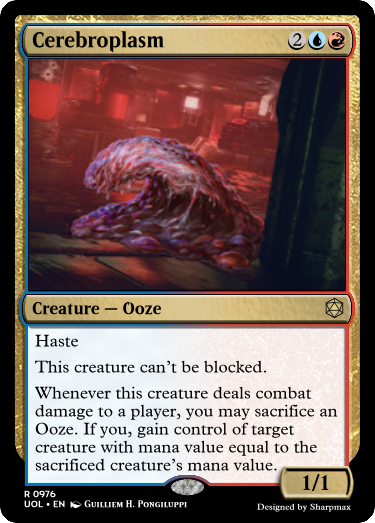 Cerebroplasm 2
Creature — Ooze
Haste
This creature can't be blocked.
Whenever this creature deals combat
damage to a player, you may sacrifice an
Ooze. If you, gain control of target
creature with mana value equal to the
sacrificed creature's mana value.
1/1
R 0976
UOL • EN Guilliem H. Pongiluppi
Designed by Sharpmax